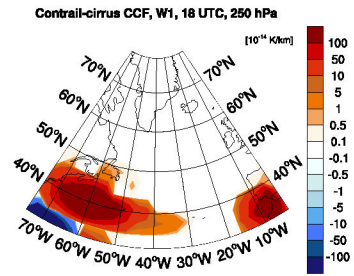 Contrail-cirrus CCF, W1, 18 UTC, 250 hPa
[10⁻¹⁴ K/km]
70°N 70°N
60°N 60°N
50°N 50°N
40°N 40°N
70°W 60°W 50°W 40°W 30°W 20°W 10°W
100
50
10
5
1
0.5
0.1
-0.1
-0.5
-1
-5
-10
-50
-100